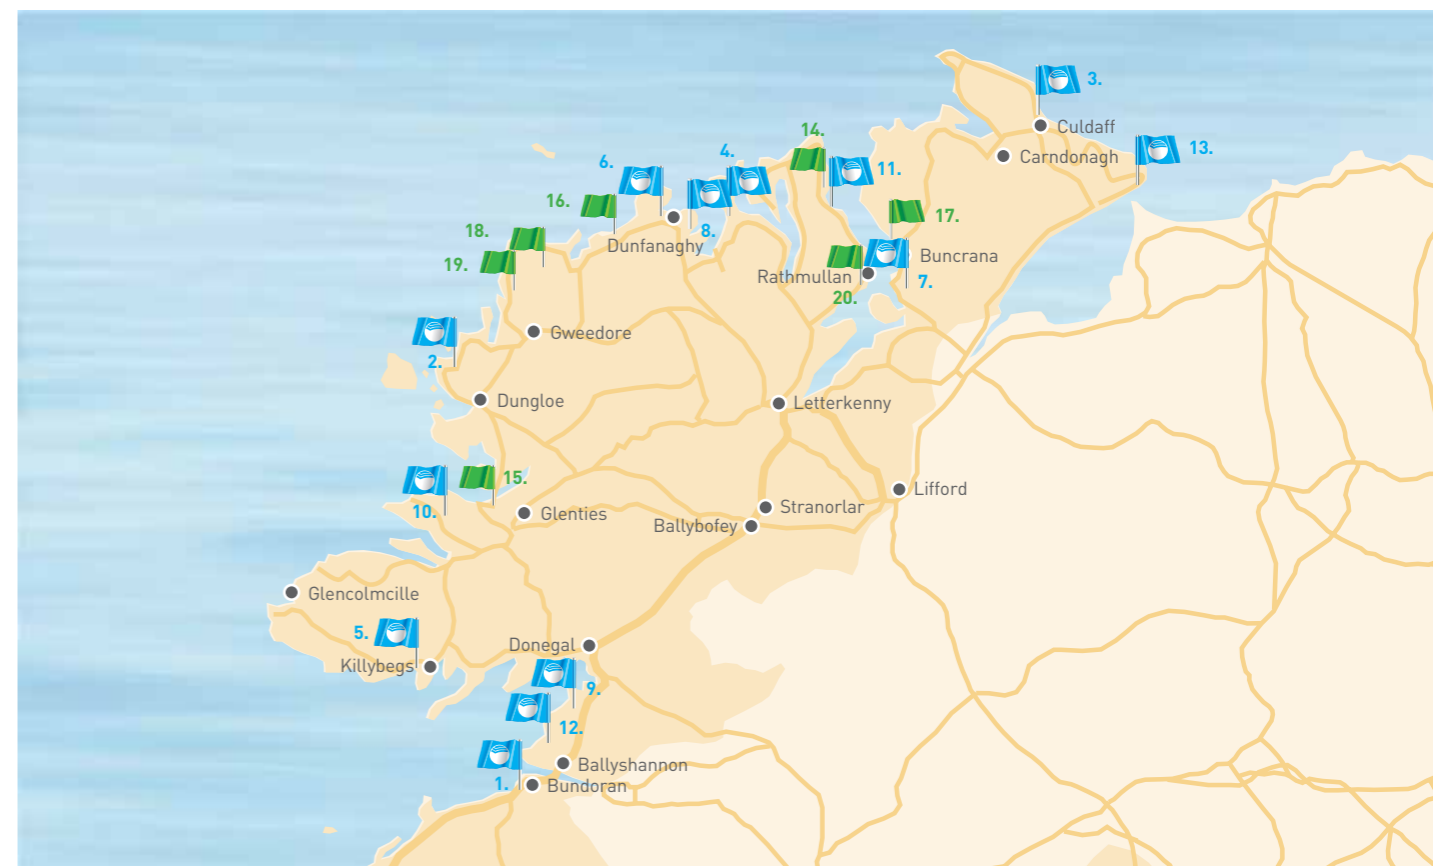 3.
Culdaff
14.
Carndonagh
13.
6.
4.
11.
16.
17.
8.
18.
Dunfanaghy
19.
Buncrana
Rathmullan
7.
20.
Gweedore
2.
Dungloe
Letterkenny
15.
Lifford
10.
Glenties
Stranorlar
Ballybofey
Glencolmcille
5.
Donegal
Killybegs
9.
12.
Ballyshannon
1.
Bundoran